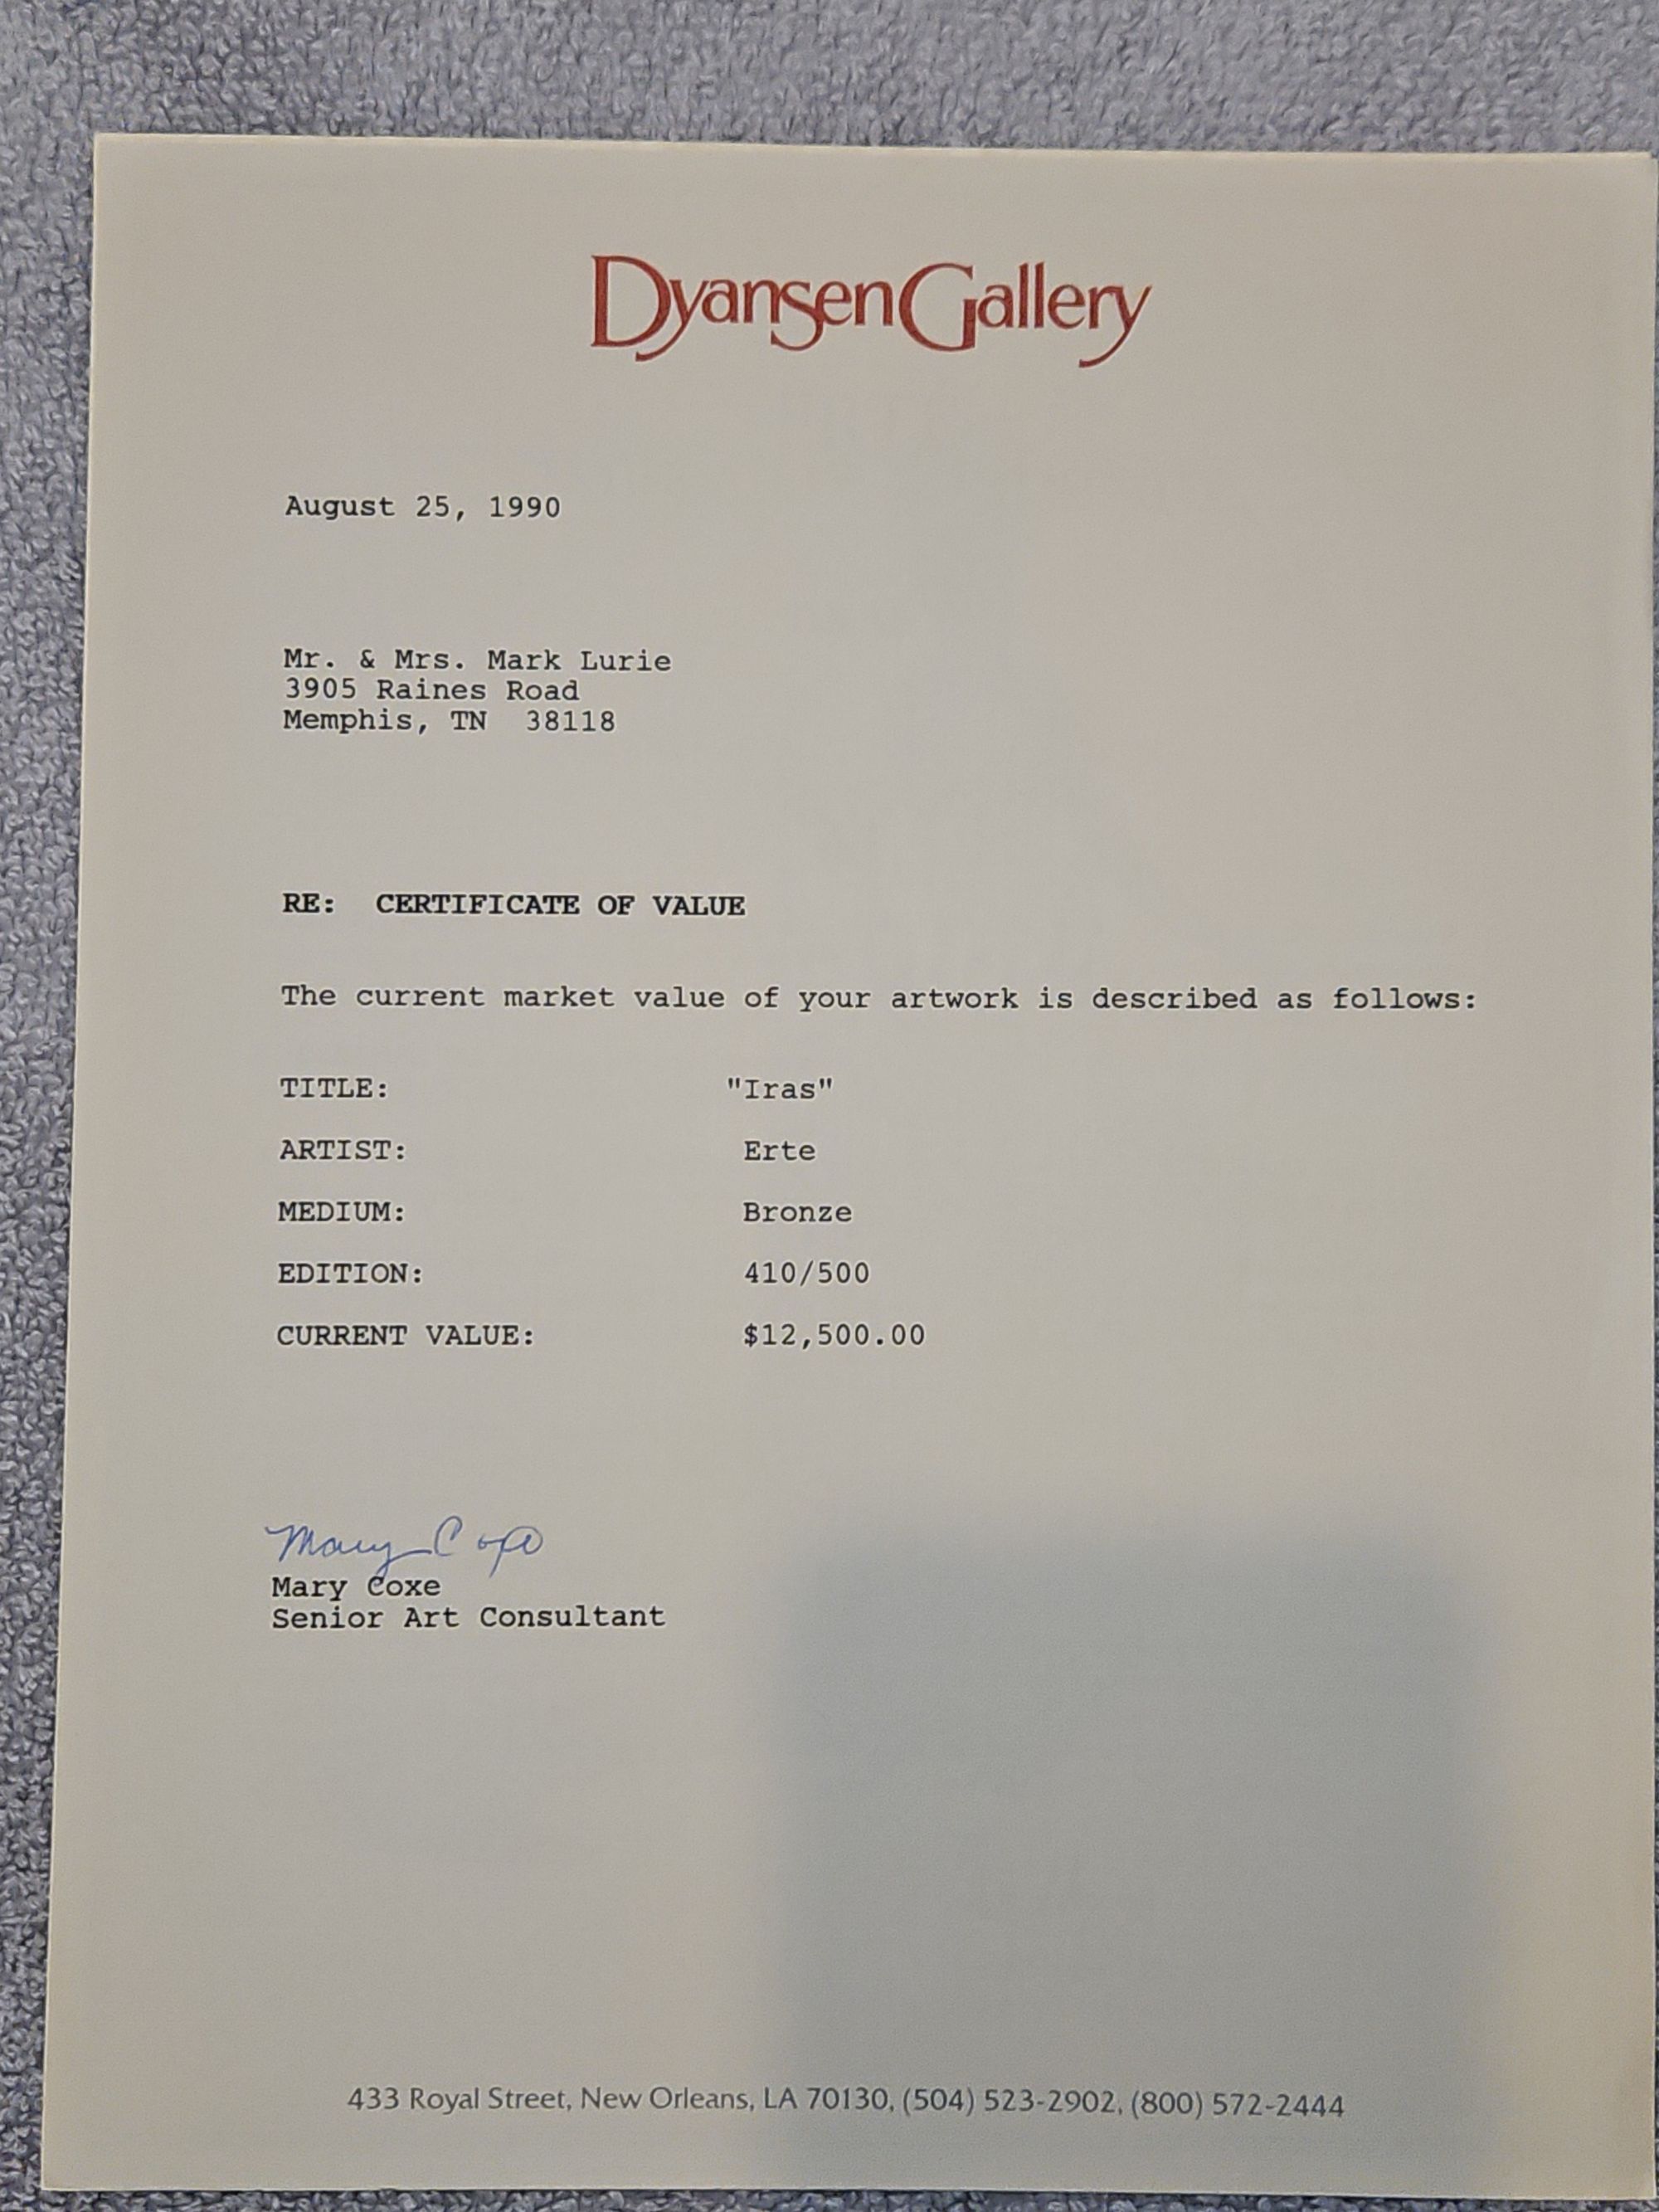 Dyansen Gallery
August 25, 1990
Mr. & Mrs. Mark Lurie
3905 Raines Road
Memphis, TN  38118
RE:  CERTIFICATE OF VALUE
The current market value of your artwork is described as follows:
TITLE: "Iras"
ARTIST: Erte
MEDIUM: Bronze
EDITION: 410/500
CURRENT VALUE: $12,500.00
Mary Coxe
Mary Coxe
Senior Art Consultant
433 Royal Street, New Orleans, LA 70130, (504) 523-2902, (800) 572-2444